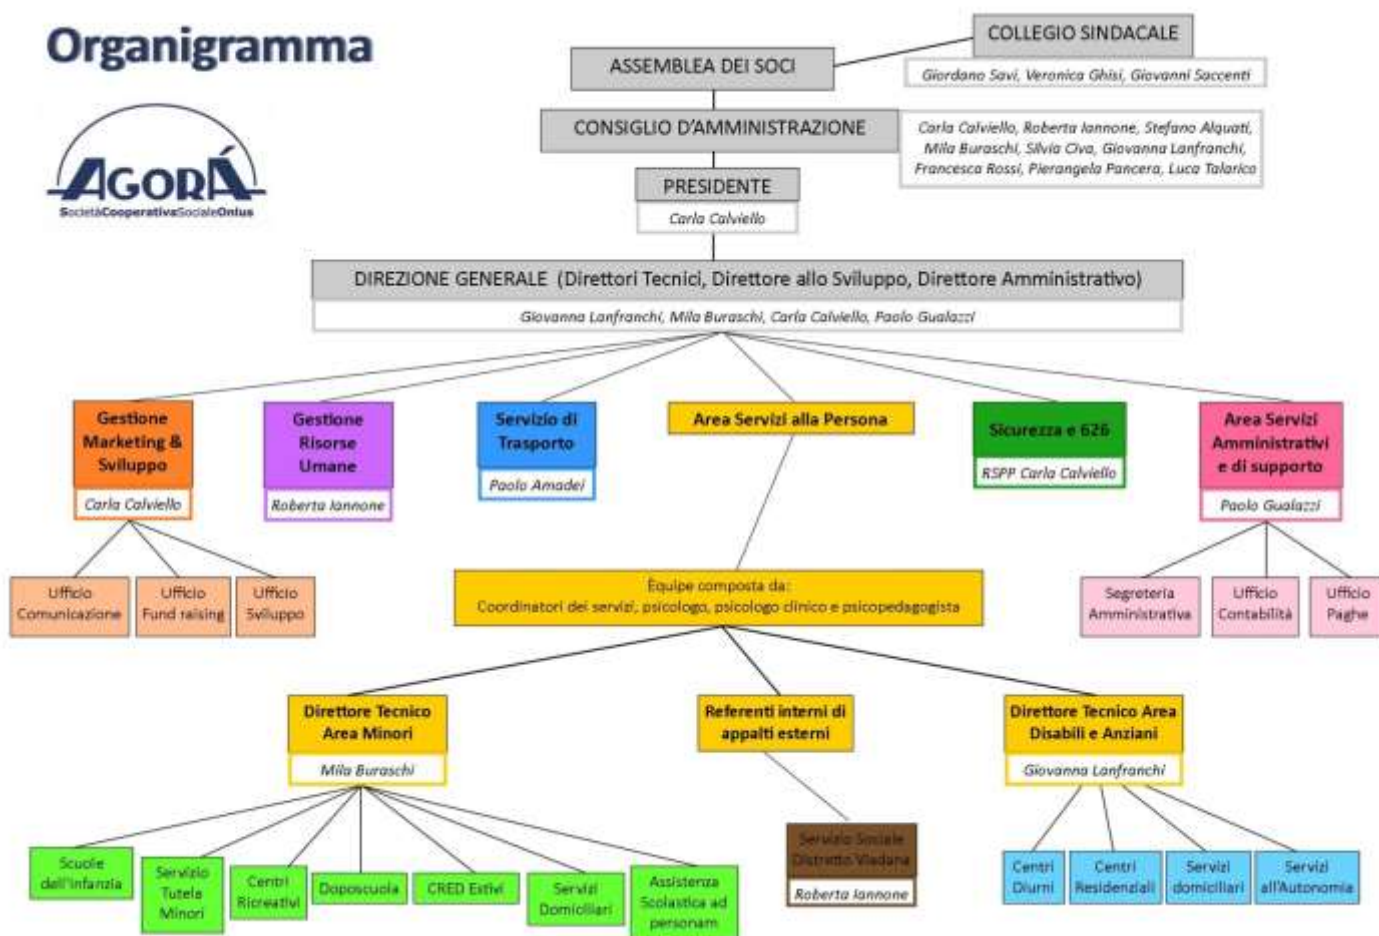 Organigramma
AGORÁ
SocietàCooperativaSocialeOnlus
COLLEGIO SINDACALE
Giordano Savi, Veronica Ghisi, Giovanni Saccenti
ASSEMBLEA DEI SOCI
CONSIGLIO D'AMMINISTRAZIONE
Carla Calviello, Roberta Iannone, Stefano Alquati,
Mila Buraschi, Silvia Civa, Giovanna Lanfranchi,
Francesca Rossi, Pierangela Pancera, Luca Talarico
PRESIDENTE
Carla Calviello
DIREZIONE GENERALE (Direttori Tecnici, Direttore allo Sviluppo, Direttore Amministrativo)
Giovanna Lanfranchi, Mila Buraschi, Carla Calviello, Paolo Gualazzi
Gestione
Marketing &
Sviluppo
Carla Calviello
Gestione
Risorse
Umane
Roberta Iannone
Servizio di
Trasporto
Paolo Amadei
Area Servizi alla Persona
Sicurezza e 626
RSPP Carla Calviello
Area Servizi
Amministrativi
e di supporto
Paolo Gualazzi
Ufficio
Comunicazione
Ufficio
Fund raising
Ufficio
Sviluppo
Equipe composta da:
Coordinatori dei servizi, psicologo, psicologo clinico e psicopedagogista
Segreteria
Amministrativa
Ufficio
Contabilità
Ufficio
Paghe
Direttore Tecnico
Area Minori
Mila Buraschi
Referenti interni di
appalti esterni
Direttore Tecnico Area
Disabili e Anziani
Giovanna Lanfranchi
Scuole
dell'infanzia
Servizio
Tutela
Minori
Centri
Ricreativi
Doposcuola
CRED Estivi
Servizi
Domiciliari
Assistenza
Scolastica ad
personam
Servizio Sociale
Distretto Viadana
Roberta Iannone
Centri
Diurni
Centri
Residenziali
Servizi
domiciliari
Servizi
all'Autonomia